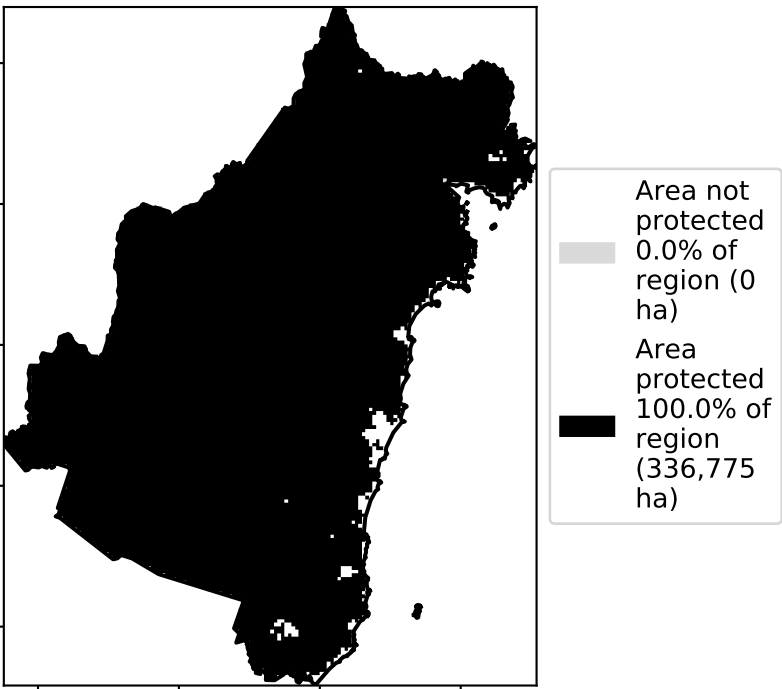 Area not
protected
0.0% of
region (0
ha)
Area
protected
100.0% of
region
(336,775
ha)